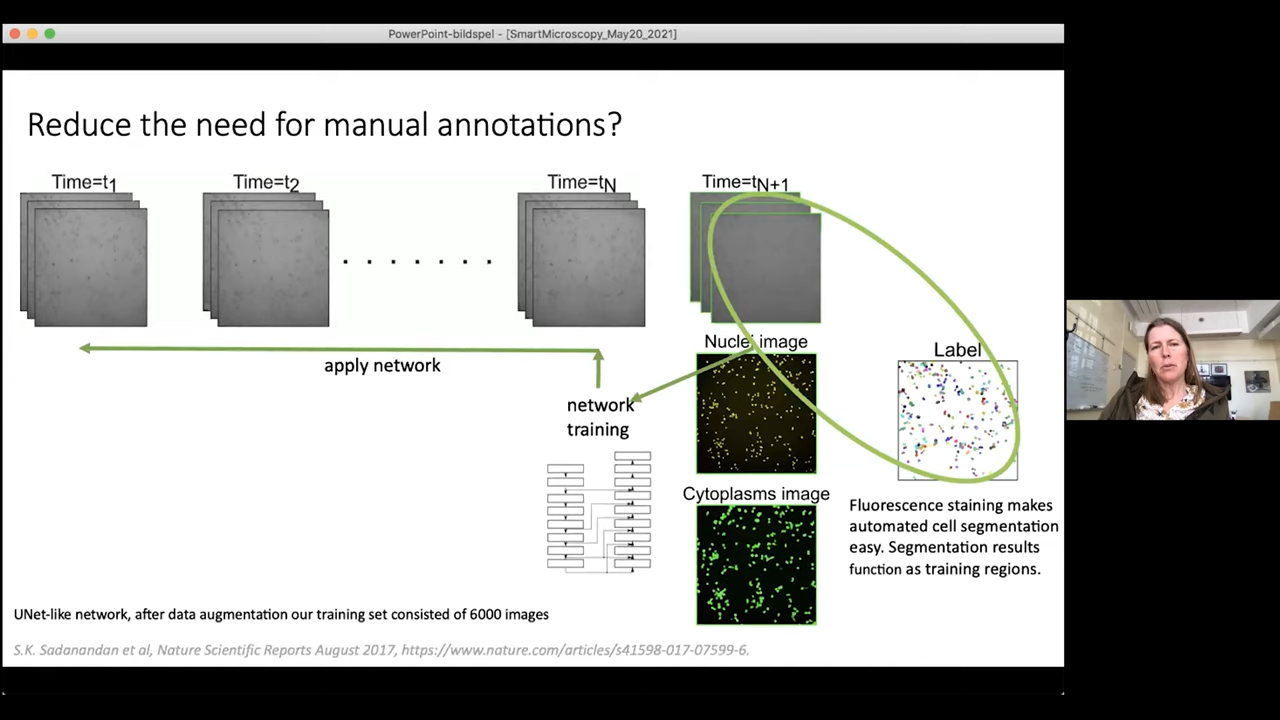 PowerPoint-bildspel - [SmartMicroscopy_May20_2021]
Reduce the need for manual annotations?
Time=t1
Time=t2
Time=tN
Time=tN+1
apply network
network
training
Nuclei image
Cytoplasms image
Label
Fluorescence staining makes
automated cell segmentation
easy. Segmentation results
function as training regions.
UNet-like network, after data augmentation our training set consisted of 6000 images
S.K. Sadanandan et al, Nature Scientific Reports August 2017, https://www.nature.com/articles/s41598-017-07599-6.